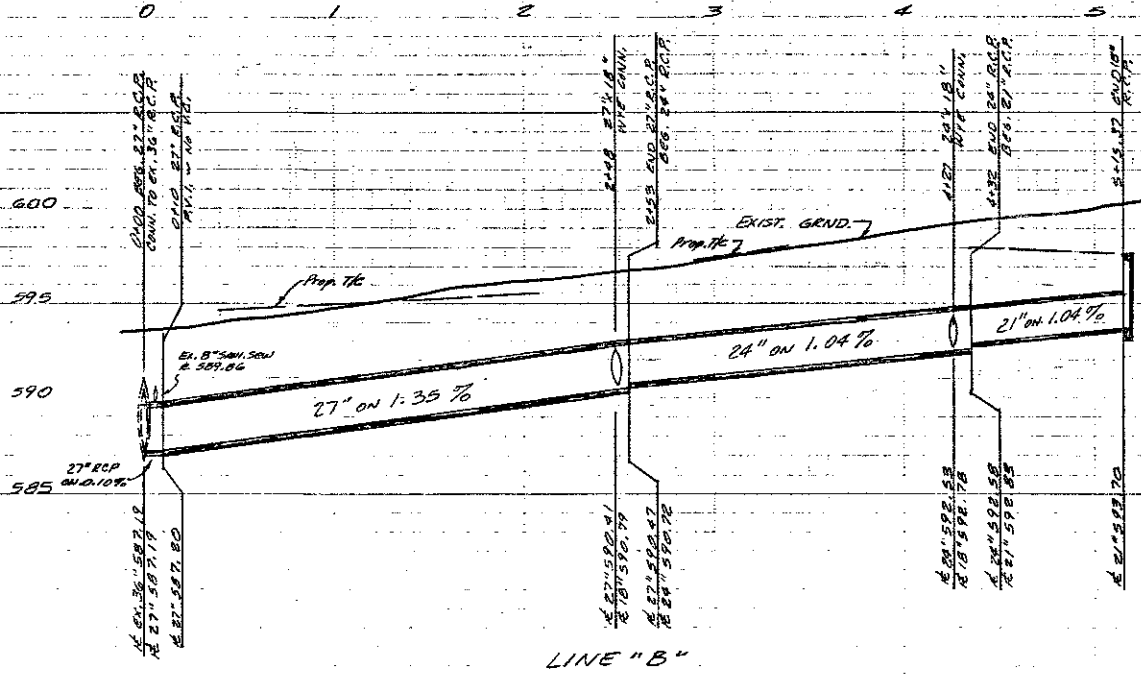 0 1 2 3 4 5
0+00 BEG. 27" R.C.P.
CONN. TO EX. 36" R.C.P.
0+10 27" R.C.P.
P.V.I. w No V.C.
2+48 27" x 18"
WYE CONN.
2+53 END 27" R.C.P.
BEG. 24" R.C.P.
4+27 24" x 18"
WYE CONN.
4+32 END 24" R.C.P.
BEG. 21" R.C.P.
5+15.37 END
R.C.P.
600
EXIST. GRND.
Prop. T/C
595
Prop. T/C
21" ON 1.04 %
24" ON 1.04 %
Ex. 8" SAN. SEW
589.86
590
27" ON 1.35 %
27" RCP
ON 0.10%
585
EX. 36" 587.19
27" 587.19
27" 587.20
27" 590.41
18" 590.79
27" 590.47
24" 590.72
24" 592.53
18" 592.78
24" 592.58
21" 592.83
21" 593.70
LINE "B"